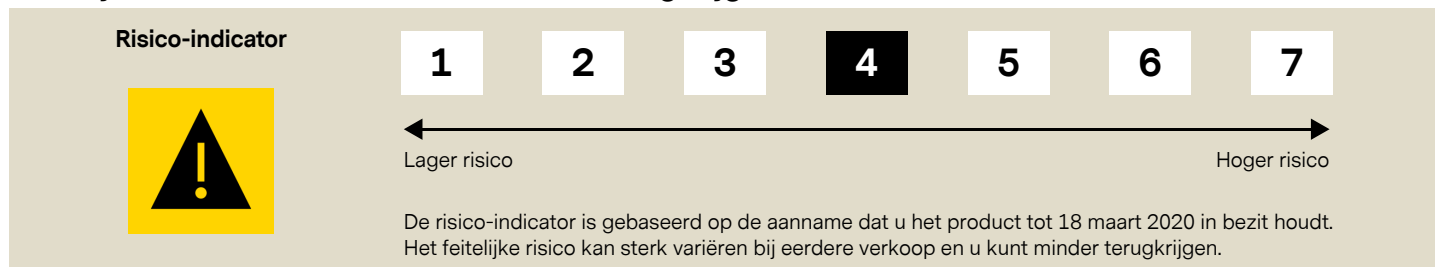 Risico-indicator
1 2 3 4 5 6 7
Lager risico Hoger risico
De risico-indicator is gebaseerd op de aanname dat u het product tot 18 maart 2020 in bezit houdt.
Het feitelijke risico kan sterk variëren bij eerdere verkoop en u kunt minder terugkrijgen.